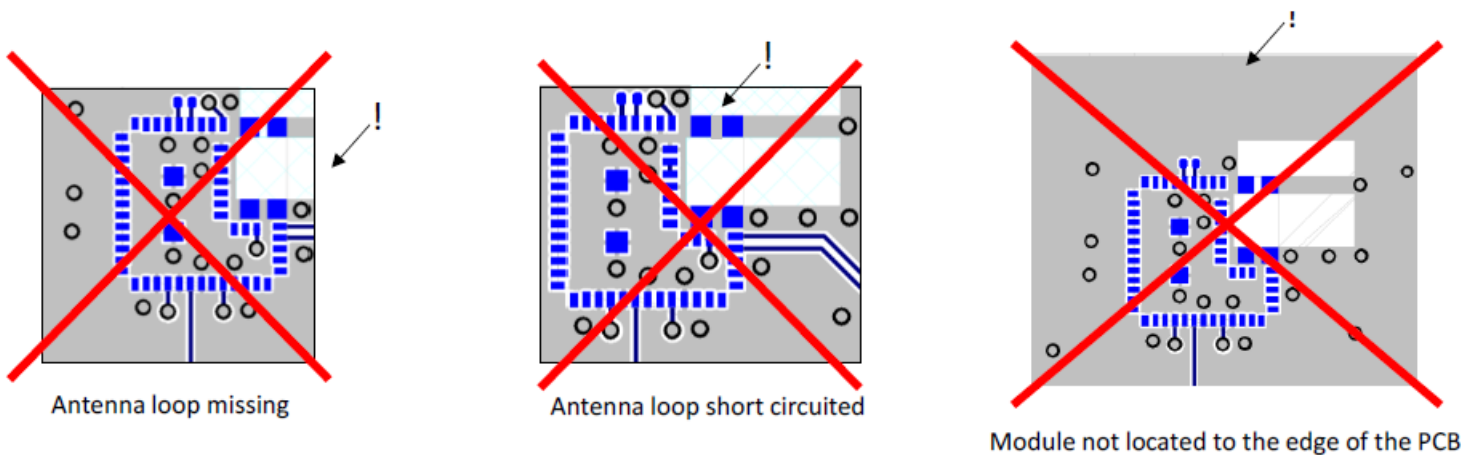 !
!
!
Antenna loop missing
Antenna loop short circuited
Module not located to the edge of the PCB